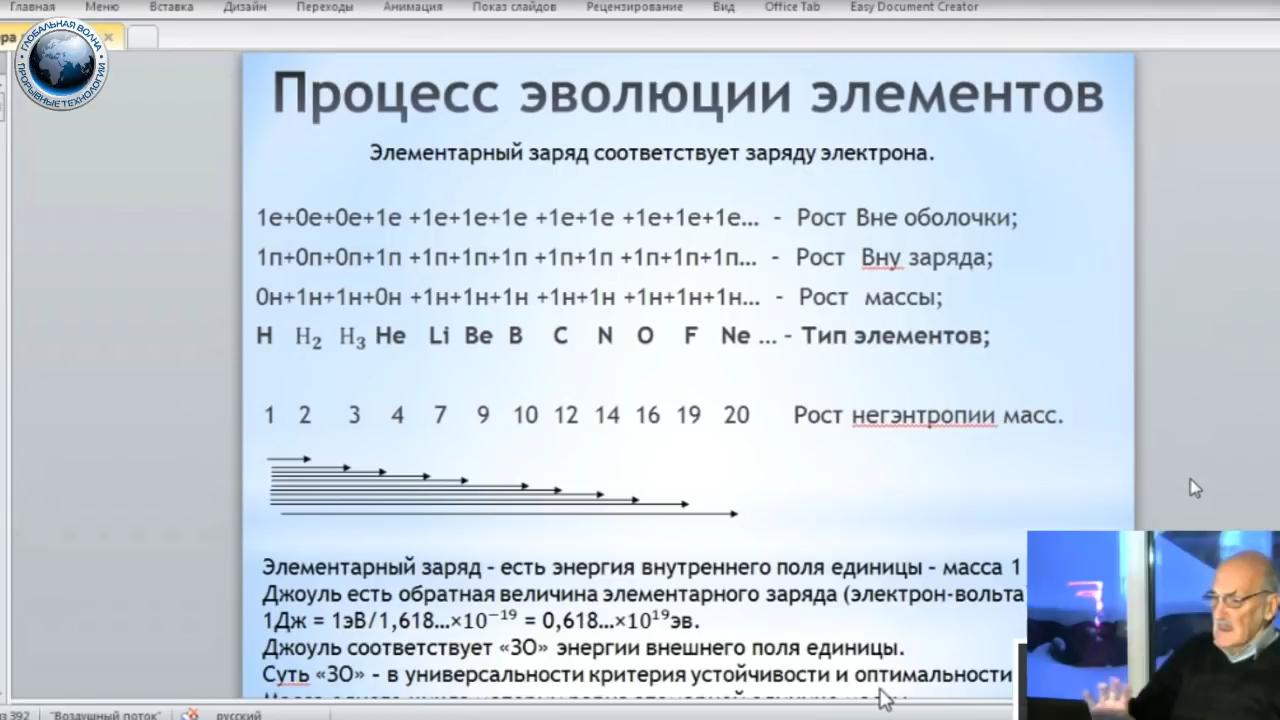 Главная Меню Вставка Дизайн Переходы Анимация Показ слайдов Рецензирование Вид Office Tab Easy Document Creator
ГЛОБАЛЬНАЯ ВОЛНА
ПРОРЫВНЫЕ ТЕХНОЛОГИИ
Процесс эволюции элементов
Элементарный заряд соответствует заряду электрона.
1е+0е+0е+1е +1е+1е+1е +1е+1е +1е+1е+1е... - Рост Вне оболочки;
1п+0п+0п+1п +1п+1п+1п +1п+1п +1п+1п+1п... - Рост Вну заряда;
0н+1н+1н+0н +1н+1н+1н +1н+1н +1н+1н+1н... - Рост массы;
H H₂ H₃ He Li Be B C N O F Ne ... - Тип элементов;
1 2 3 4 7 9 10 12 14 16 19 20 Рост негэнтропии масс.
Элементарный заряд – есть энергия внутреннего поля единицы – масса 1
Джоуль есть обратная величина элементарного заряда (электрон-вольта
1Дж = 1эВ/1,618...×10⁻¹⁹ = 0,618...×10¹⁹эв.
Джоуль соответствует «ЗО» энергии внешнего поля единицы.
Суть «ЗО» – в универсальности критерия устойчивости и оптимальности
из 392 "Воздушный поток" русский